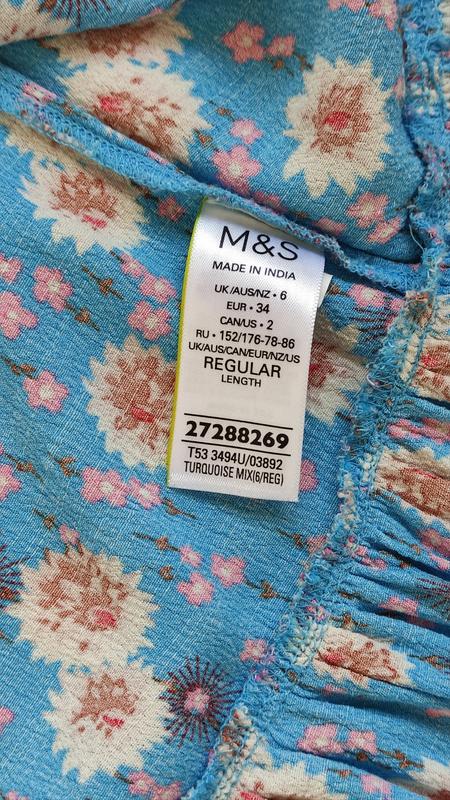 M&S
MADE IN INDIA
UK/AUS/NZ • 6
EUR • 34
CAN/US • 2
RU • 152/176-78-86
UK/AUS/CAN/EUR/NZ/US
REGULAR
LENGTH
27288269
T53 3494U/03892
TURQUOISE MIX(6/REG)